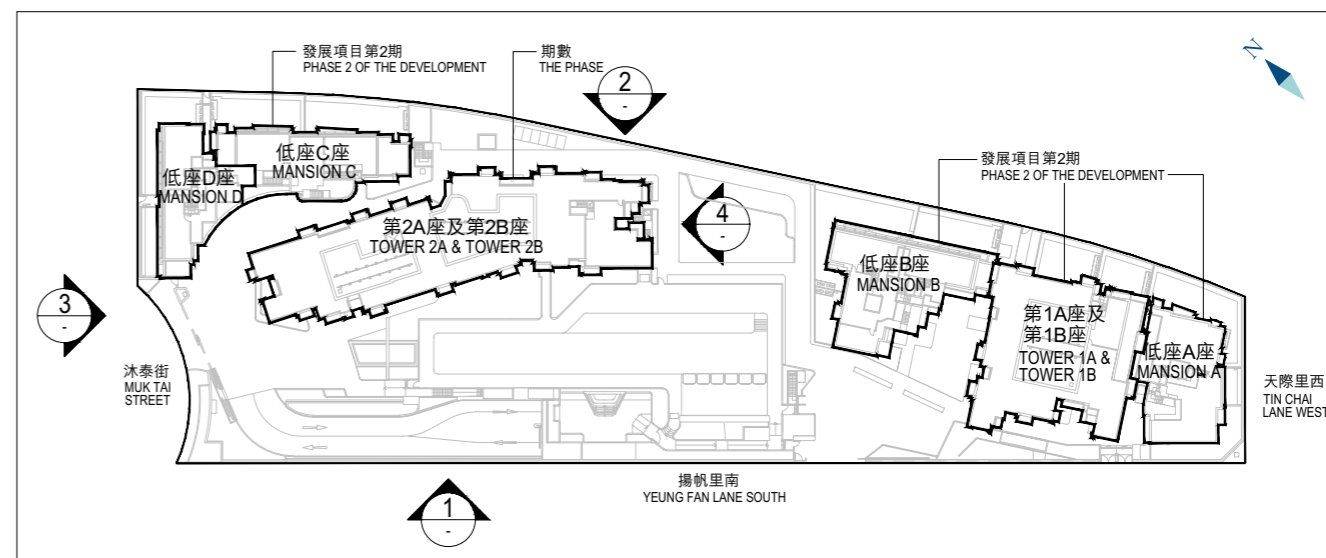 發展項目第2期
PHASE 2 OF THE DEVELOPMENT
期數
THE PHASE
N
2
-
發展項目第2期
PHASE 2 OF THE DEVELOPMENT
低座C座
MANSION C
低座D座
MANSION D
第2A座及第2B座
TOWER 2A & TOWER 2B
4
-
低座B座
MANSION B
第1A座及
第1B座
TOWER 1A &
TOWER 1B
低座A座
MANSION A
3
-
沐泰街
MUK TAI
STREET
天際里西
TIN CHAI
LANE WEST
揚帆里南
YEUNG FAN LANE SOUTH
1
-